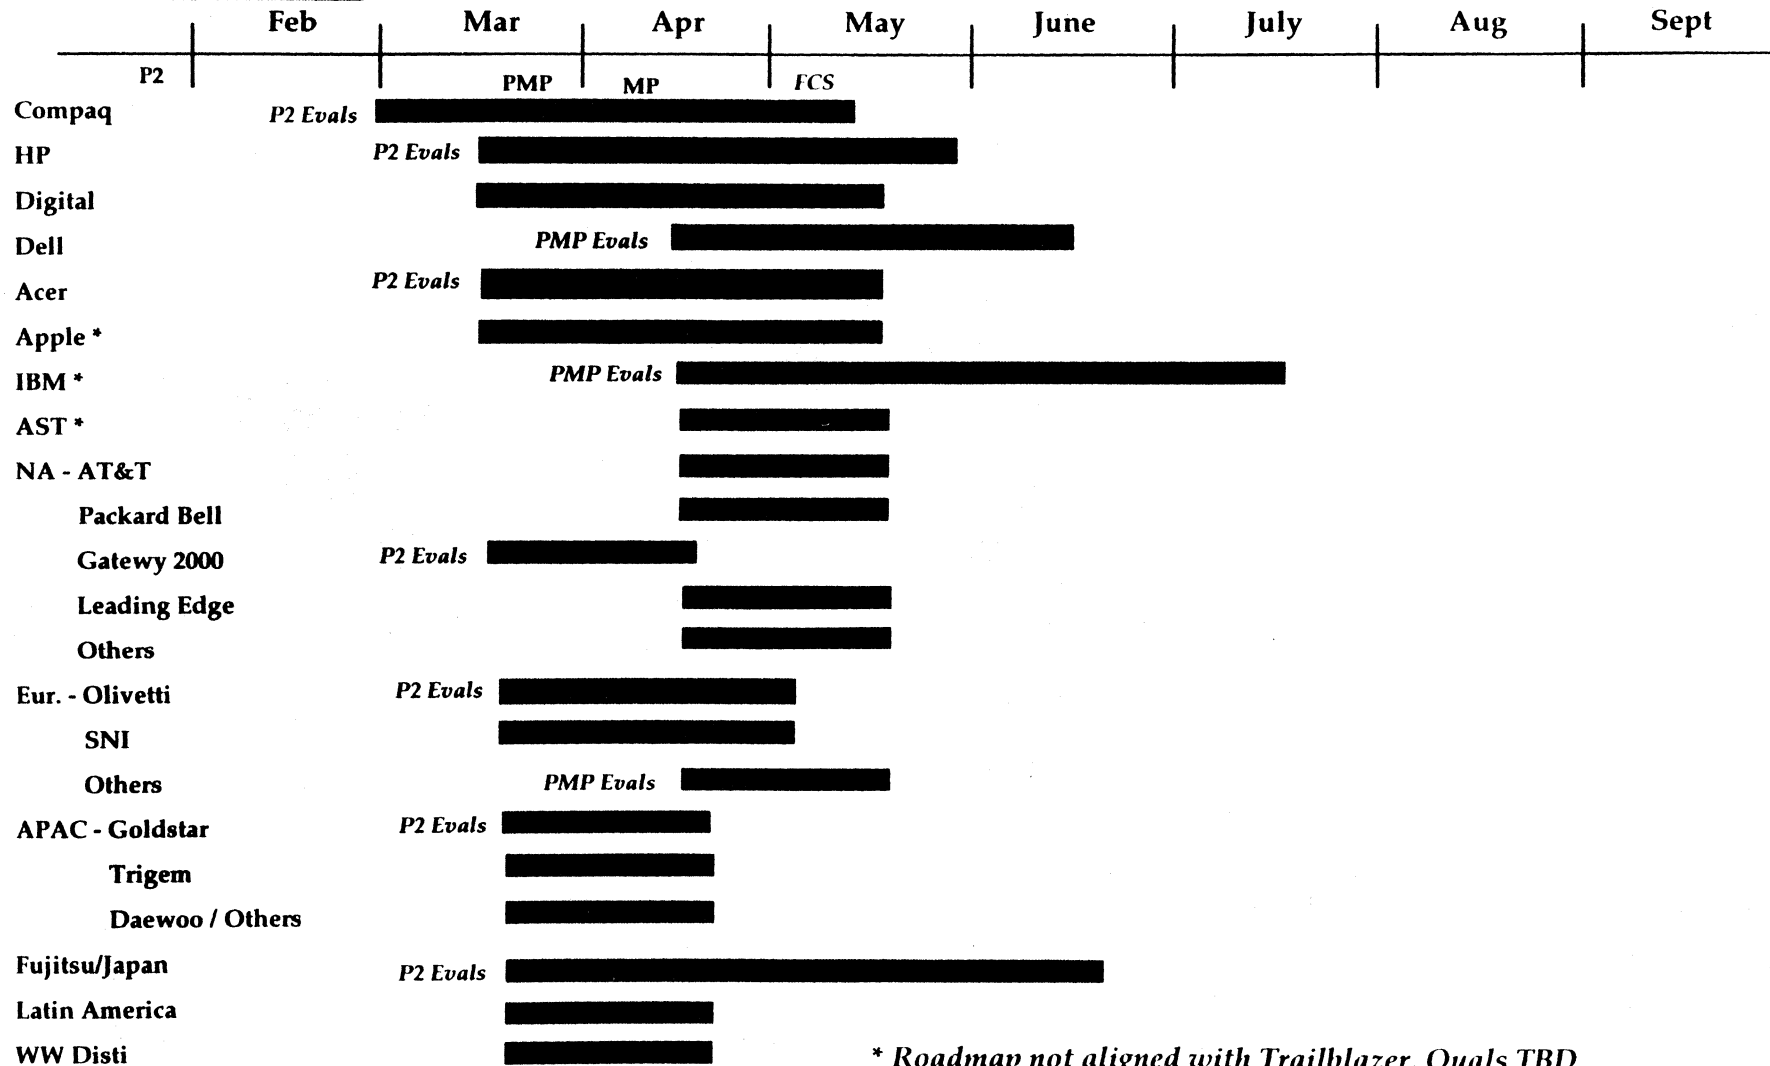 Feb Mar Apr May June July Aug Sept
P2 PMP MP FCS
Compaq P2 Evals
HP P2 Evals
Digital
Dell PMP Evals
Acer P2 Evals
Apple *
IBM * PMP Evals
AST *
NA - AT&T
Packard Bell
Gatewy 2000 P2 Evals
Leading Edge
Others
Eur. - Olivetti P2 Evals
SNI
Others PMP Evals
APAC - Goldstar P2 Evals
Trigem
Daewoo / Others
Fujitsu/Japan P2 Evals
Latin America
WW Disti
* Roadmap not aligned with Trailblazer. Quals TBD